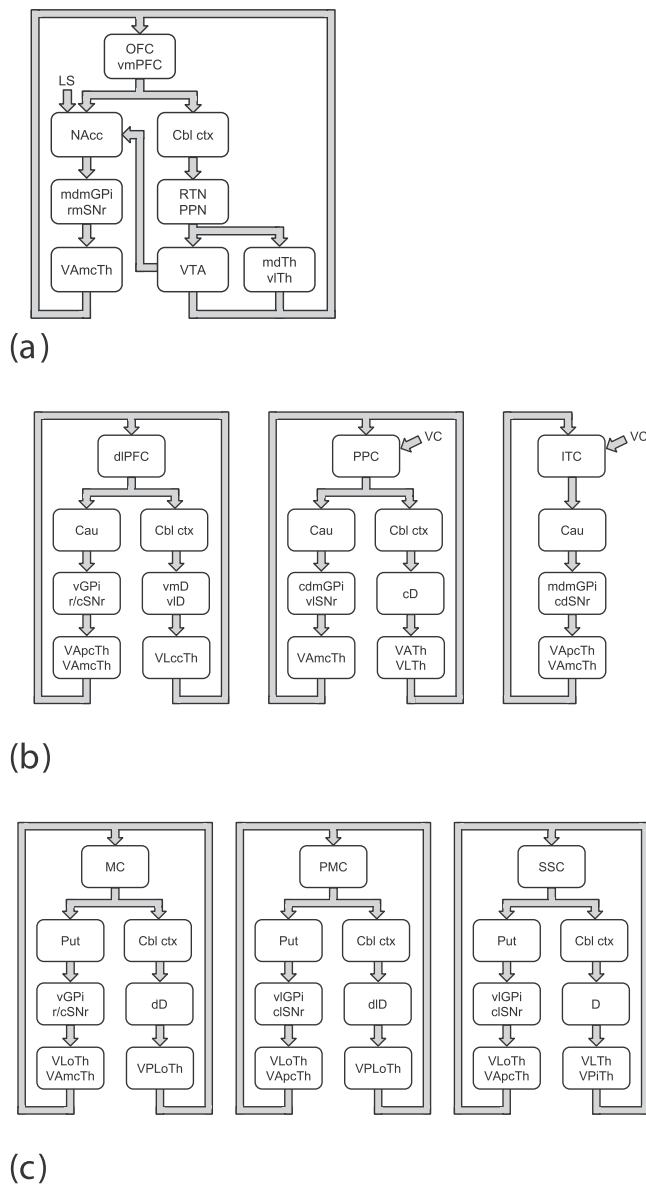 OFC
vmPFC
LS
NAcc
Cbl ctx
mdmGPi
rmSNr
RTN
PPN
VAmcTh
VTA
mdTh
vlTh
(a)
dlPFC
Cau
Cbl ctx
vGPi
r/cSNr
vmD
vlD
VApcTh
VAmcTh
VLccTh
PPC
VC
Cau
Cbl ctx
cdmGPi
vlSNr
cD
VAmcTh
VATh
VLTh
ITC
VC
Cau
mdmGPi
cdSNr
VApcTh
VAmcTh
(b)
MC
Put
Cbl ctx
vGPi
r/cSNr
dD
VLoTh
VAmcTh
VPLoTh
PMC
Put
Cbl ctx
vlGPi
clSNr
dlD
VLoTh
VApcTh
VPLoTh
SSC
Put
Cbl ctx
vlGPi
clSNr
D
VLoTh
VApcTh
VLTh
VPiTh
(c)